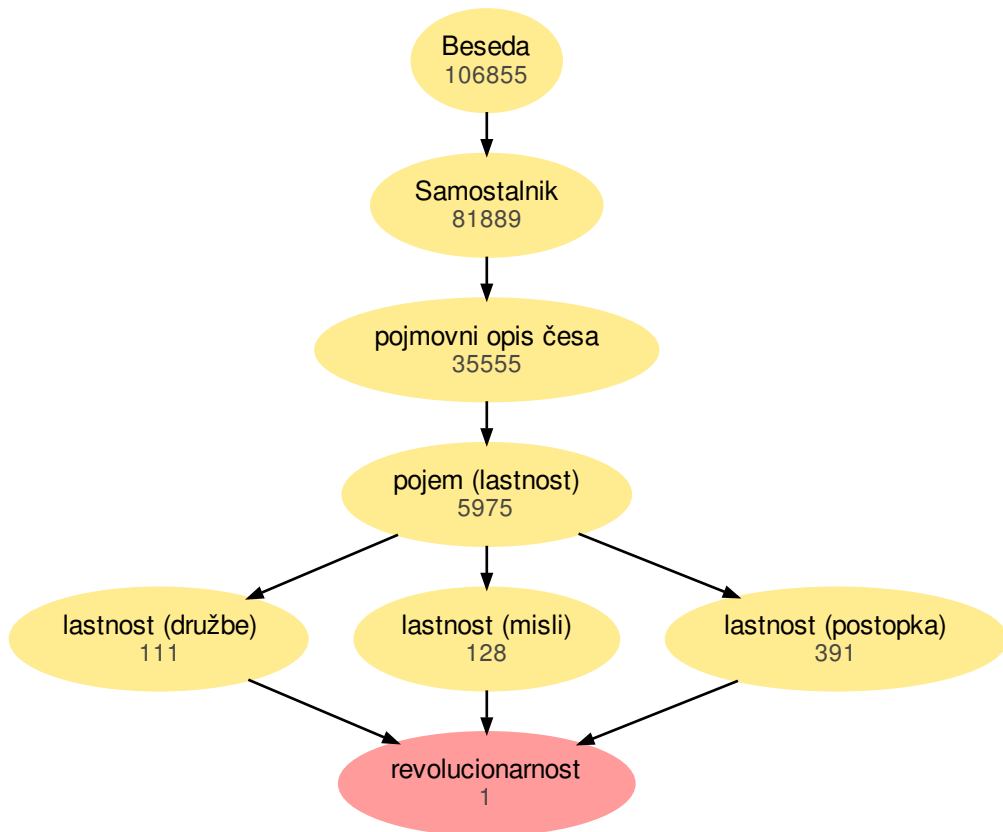 Beseda
106855
Samostalnik
81889
pojmovni opis česa
35555
pojem (lastnost)
5975
lastnost (družbe)
111
lastnost (misli)
128
lastnost (postopka)
391
revolucionarnost
1